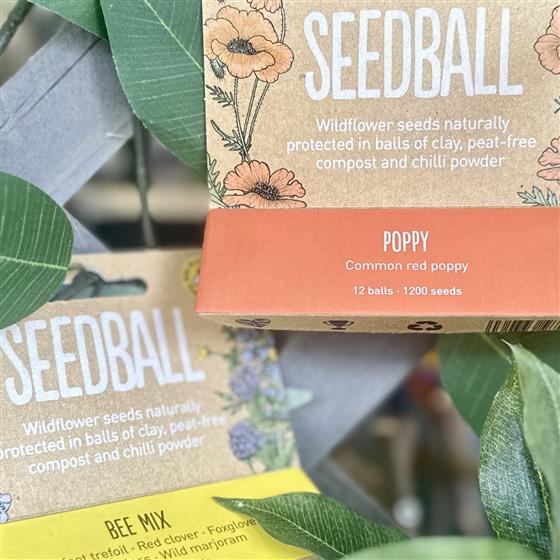 SEEDBALL
Wildflower seeds naturally
protected in balls of clay, peat-free
compost and chilli powder
POPPY
Common red poppy
12 balls · 1200 seeds
SEEDBALL
Wildflower seeds naturally
protected in balls of clay, peat-free
compost and chilli powder
BEE MIX
foot trefoil · Red clover · Foxglove
· Wild marjoram